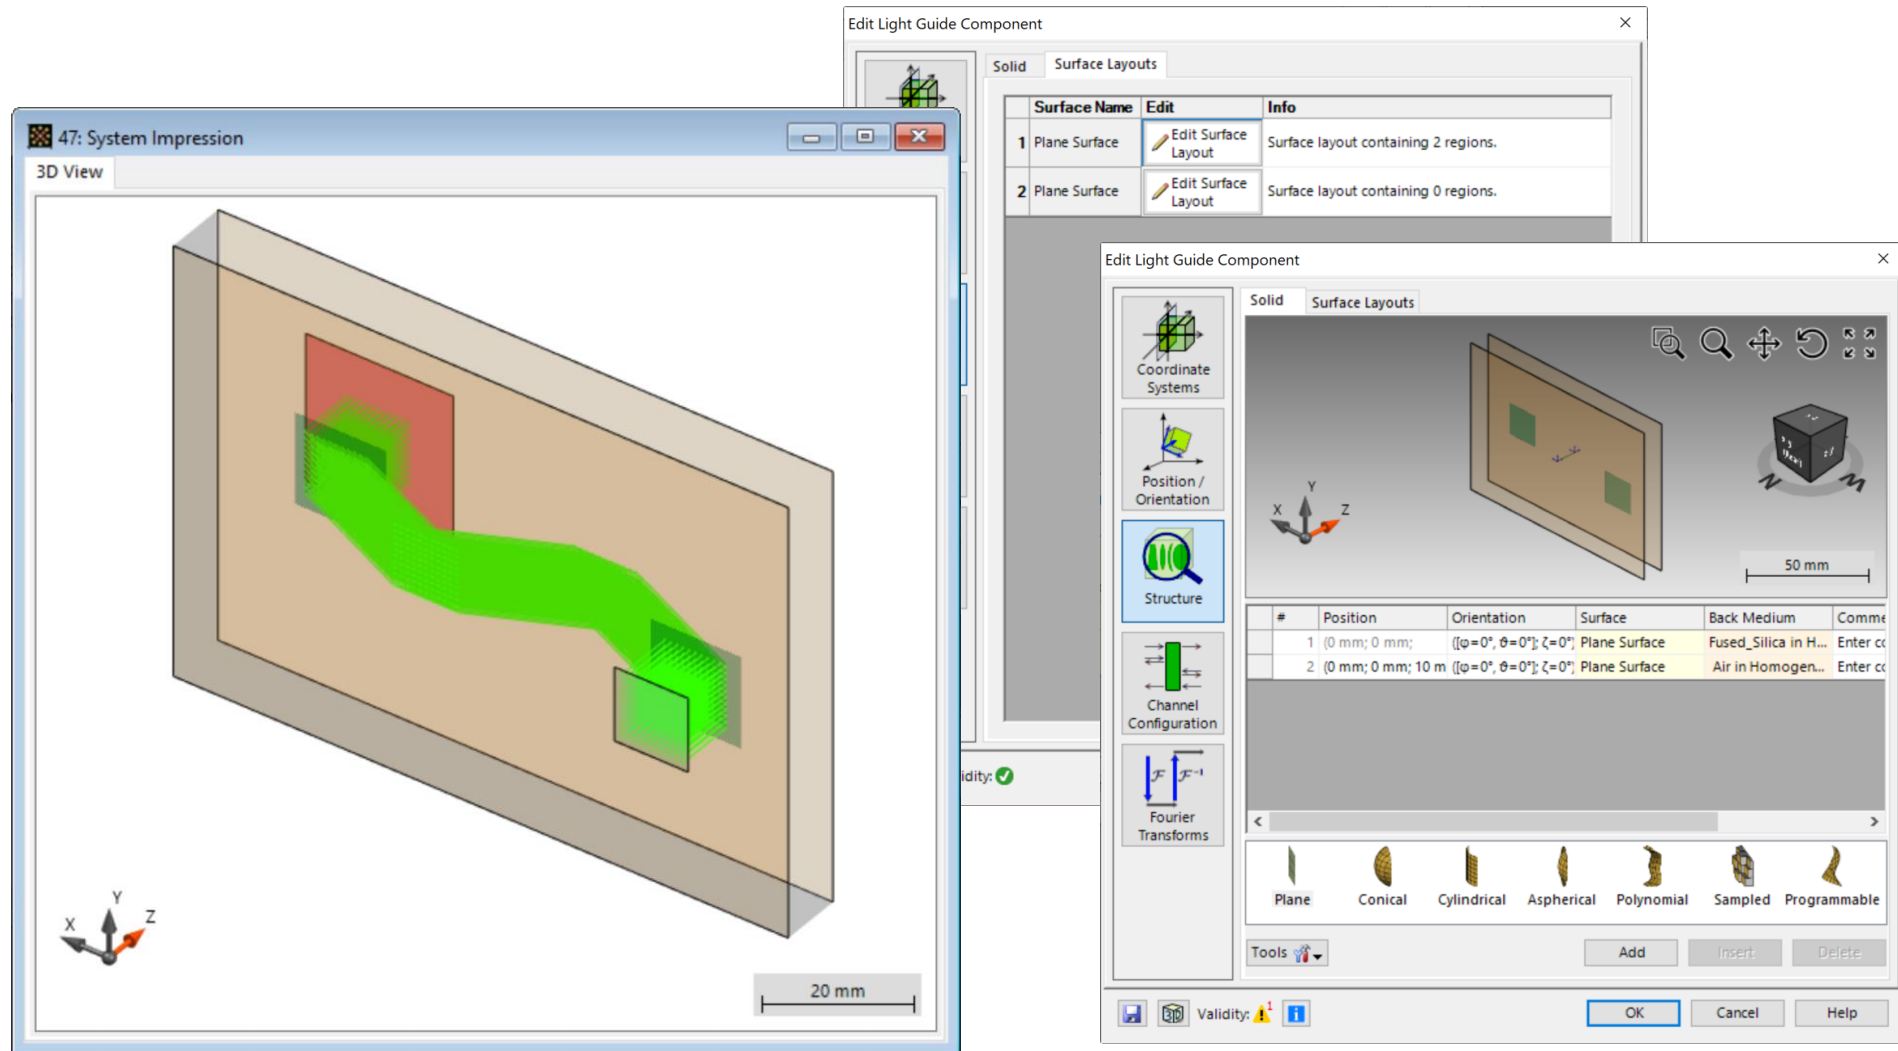 Edit Light Guide Component
Solid
Surface Layouts
Surface Name Edit Info
1 Plane Surface Edit Surface Layout Surface layout containing 2 regions.
2 Plane Surface Edit Surface Layout Surface layout containing 0 regions.
idity:
47: System Impression
3D View
X
Y
Z
20 mm
Edit Light Guide Component
Coordinate
Systems
Position /
Orientation
Structure
Channel
Configuration
Fourier
Transforms
Solid
Surface Layouts
X
Y
Z
50 mm
# Position Orientation Surface Back Medium Comme
1 (0 mm; 0 mm; ([φ=0°, ϑ=0°]; ζ=0°) Plane Surface Fused_Silica in H... Enter cc
2 (0 mm; 0 mm; 10 m ([φ=0°, ϑ=0°]; ζ=0°) Plane Surface Air in Homogen... Enter cc
Plane Conical Cylindrical Aspherical Polynomial Sampled Programmable
Tools
Add Insert Delete
Validity: 1
OK Cancel Help